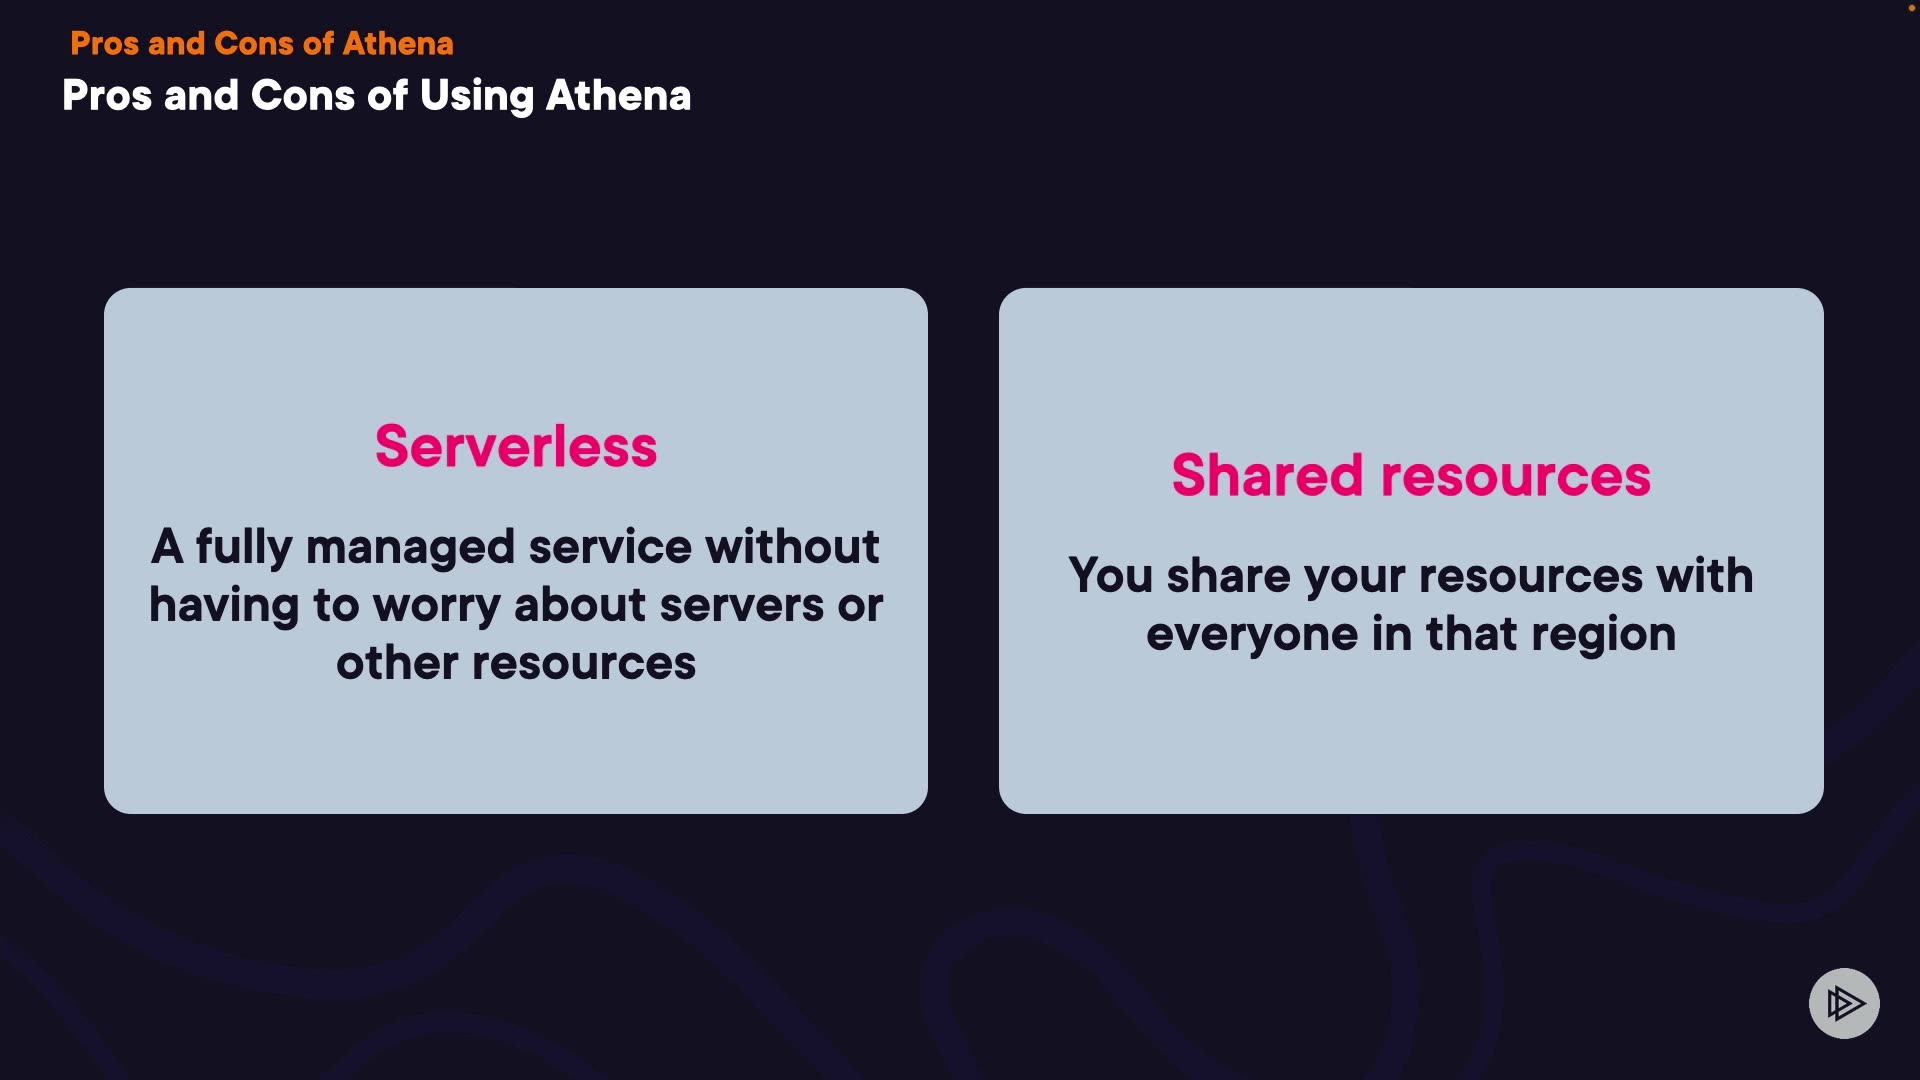 Pros and Cons of Athena
Pros and Cons of Using Athena
Serverless
A fully managed service without
having to worry about servers or
other resources
Shared resources
You share your resources with
everyone in that region